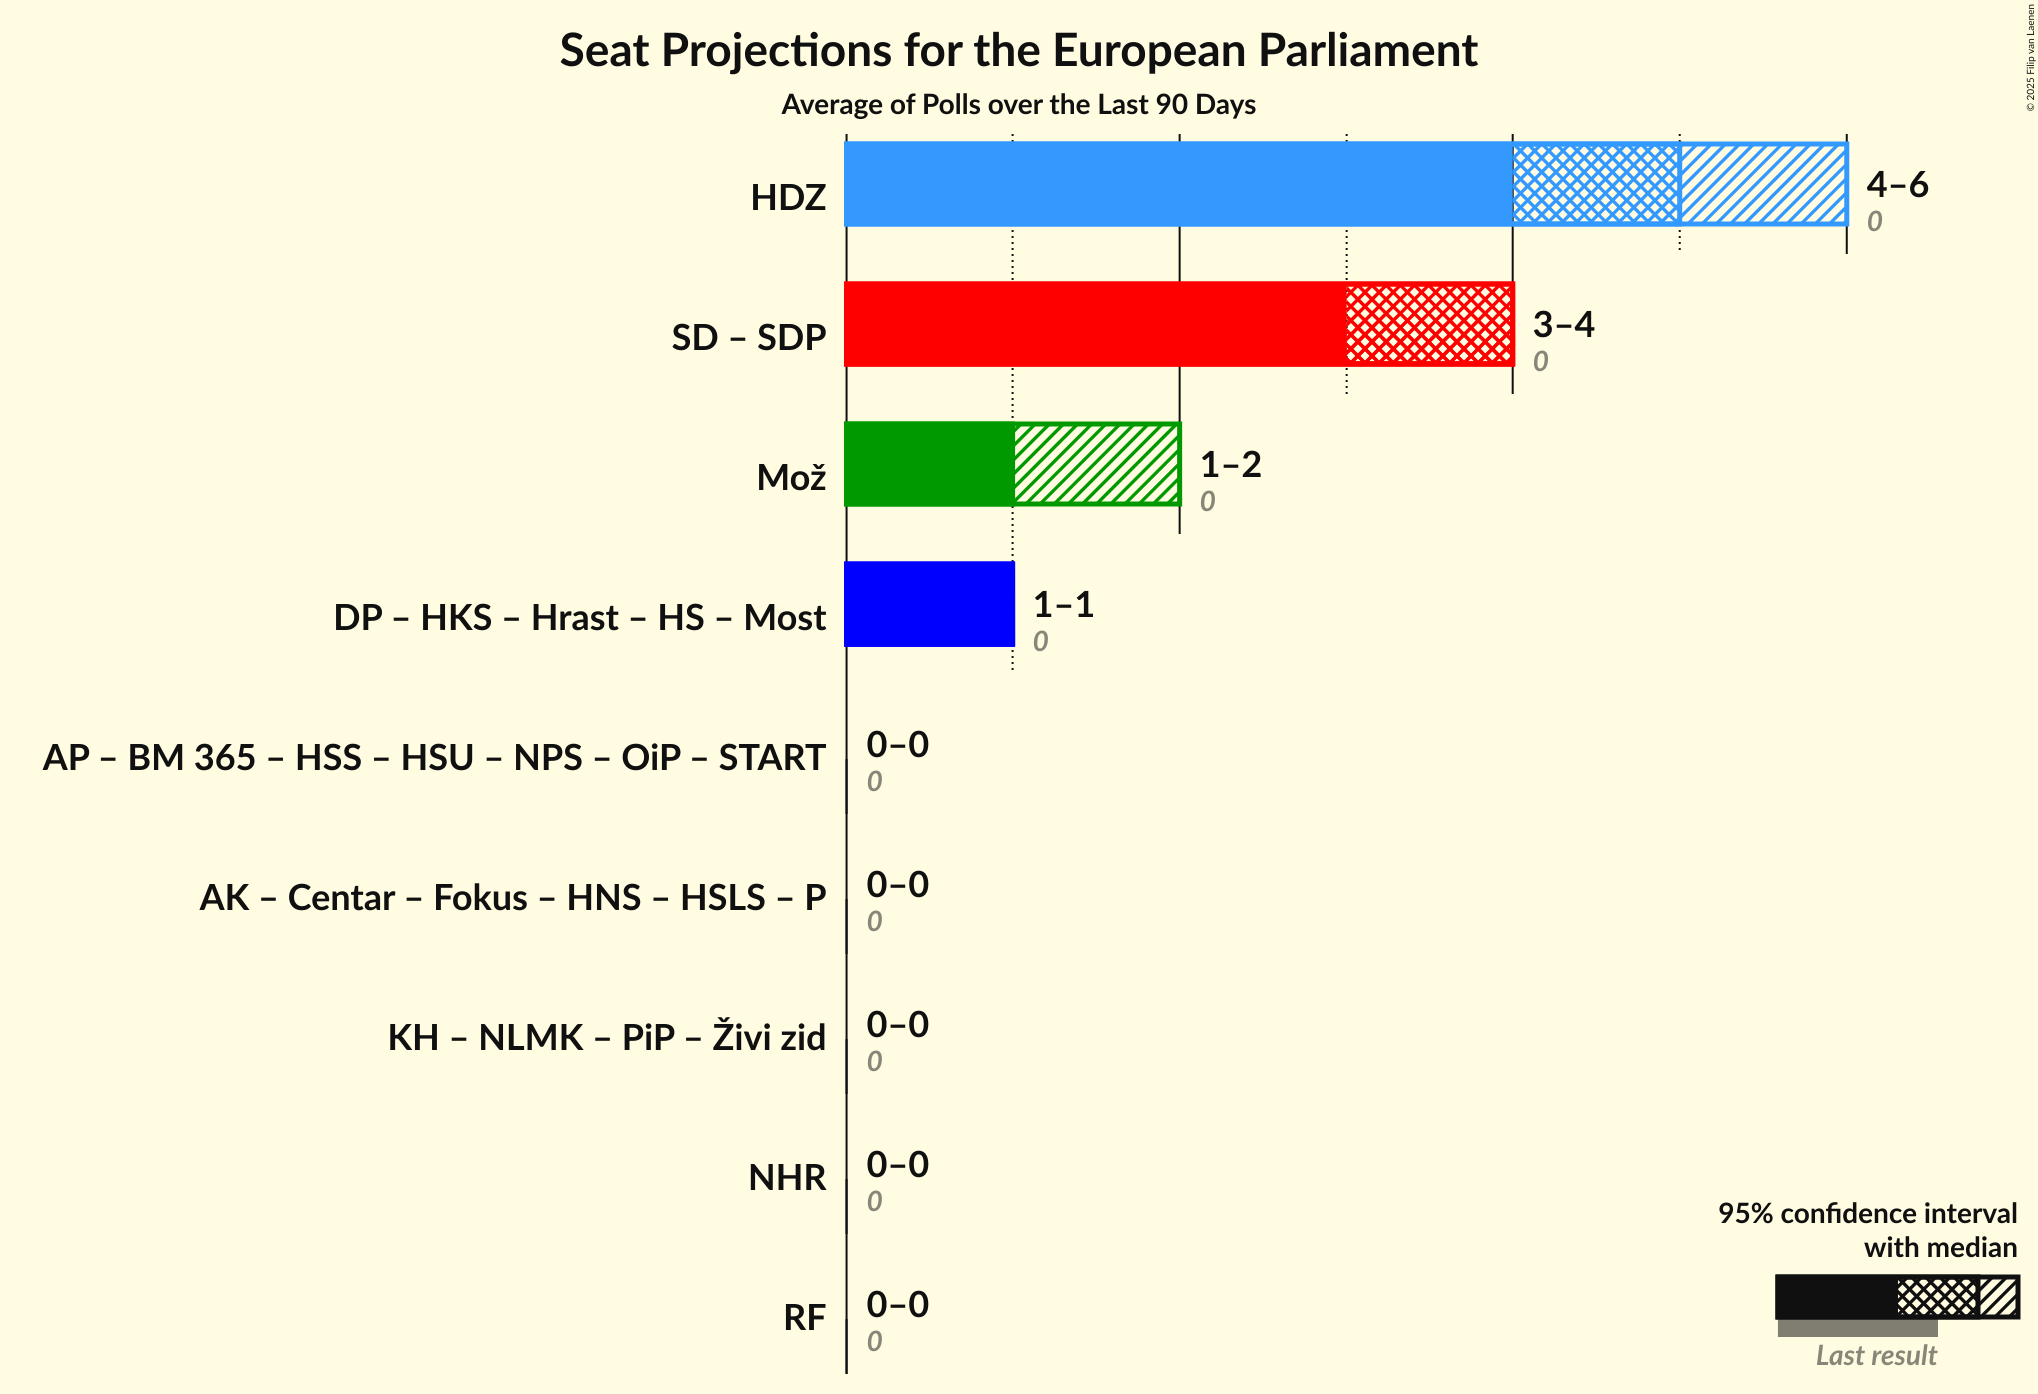 Seat Projections for the European Parliament
Average of Polls over the Last 90 Days
© 2025 Filip van Laenen
HDZ
4–6
0
SD – SDP
3–4
0
Mož
1–2
0
DP – HKS – Hrast – HS – Most
1–1
0
AP – BM 365 – HSS – HSU – NPS – OiP – START
0–0
0
AK – Centar – Fokus – HNS – HSLS – P
0–0
0
KH – NLMK – PiP – Živi zid
0–0
0
NHR
0–0
0
RF
0–0
0
95% confidence interval
with median
Last result